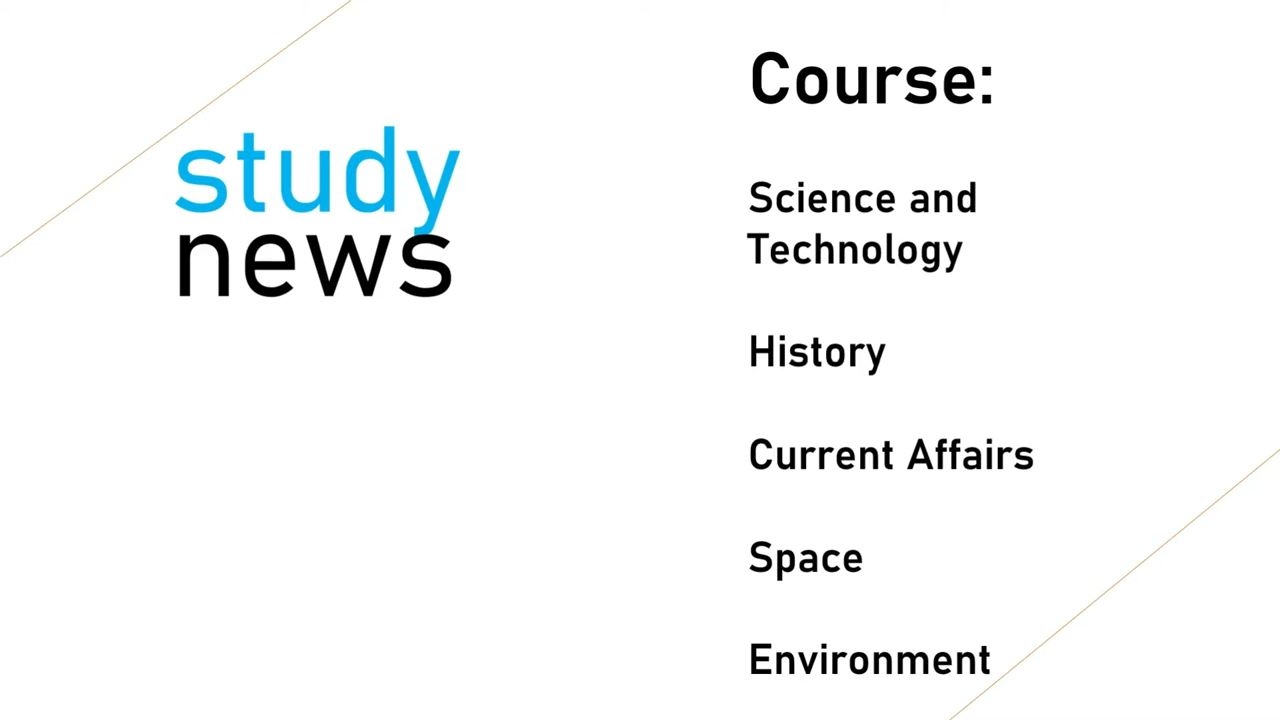 study
news
Course:
Science and
Technology
History
Current Affairs
Space
Environment